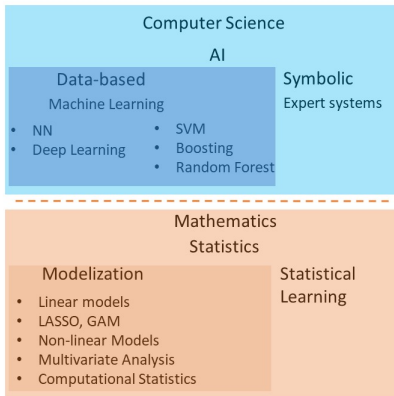 Computer Science
AI
Data-based
Symbolic
Machine Learning
Expert systems
• NN
• Deep Learning
• SVM
• Boosting
• Random Forest
Mathematics
Statistics
Modelization
Statistical
Learning
• Linear models
• LASSO, GAM
• Non-linear Models
• Multivariate Analysis
• Computational Statistics